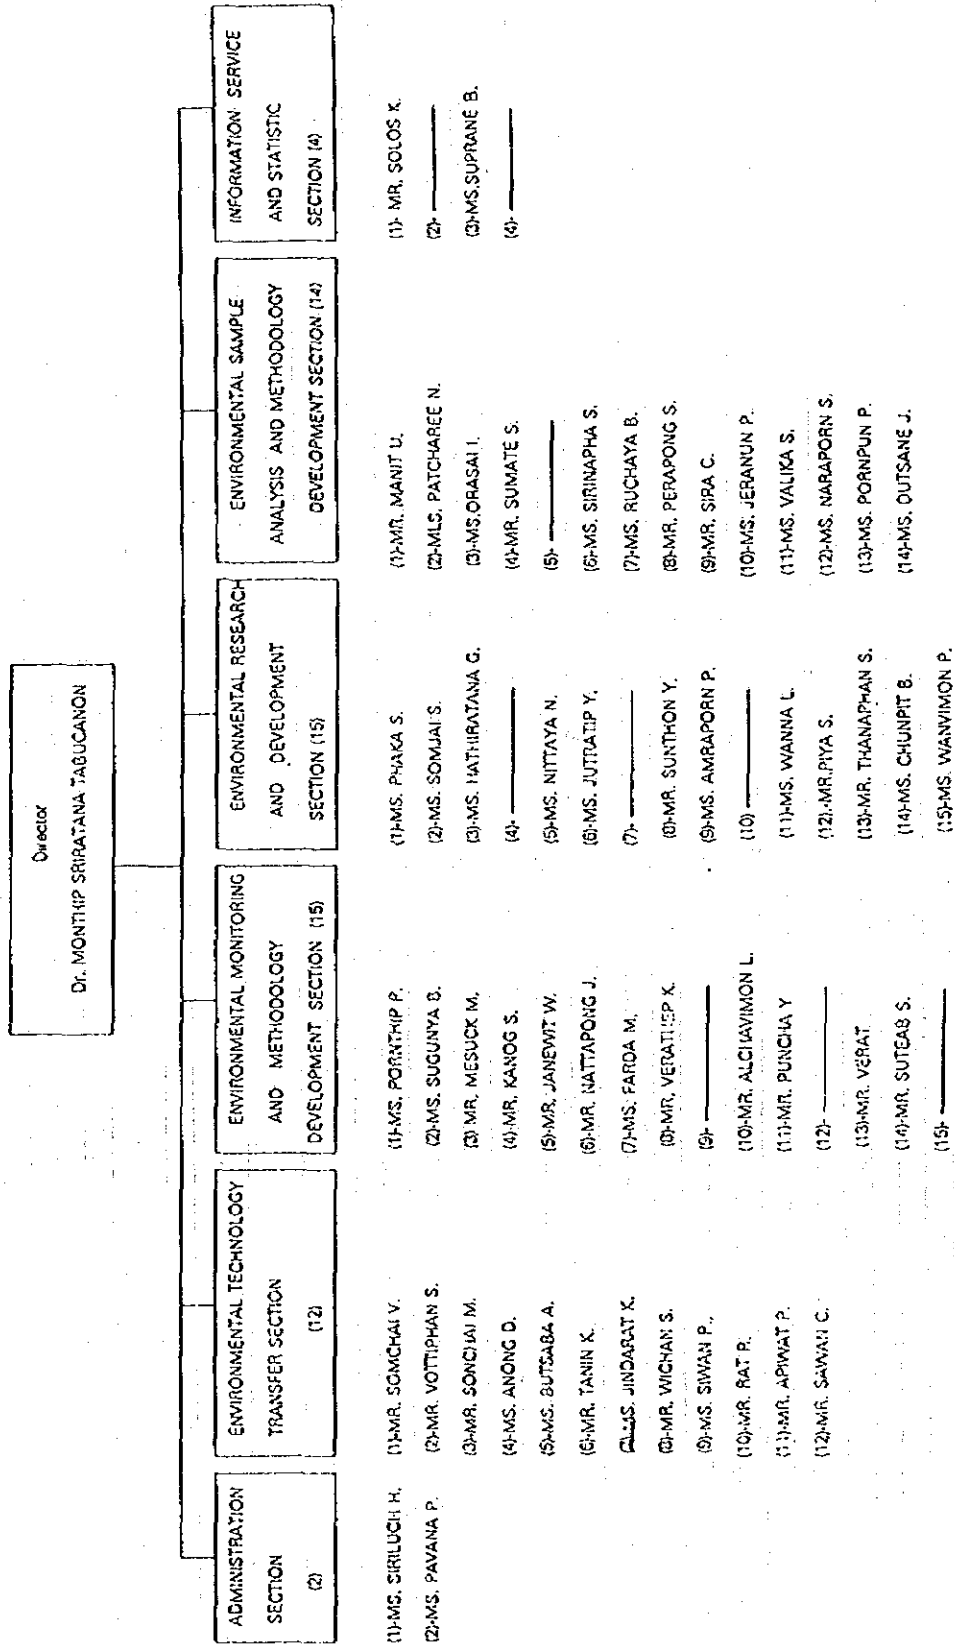 Director
Dr. MONTHIP SRIRATANA TABUCANON
ADMINISTRATION
SECTION
(2)
(1)-MS. SIRILUCH H.
(2)-MS. PAVANA P.
ENVIRONMENTAL TECHNOLOGY
TRANSFER SECTION
(12)
(1)-MR. SOMCHAI V.
(2)-MR. VOTTIPHAN S.
(3)-MR. SONCHAI M.
(4)-MS. ANONG D.
(5)-MS. BUTSABA A.
(6)-MR. TANIN K.
MS. JINDARAT K.
(8)-MR. WICHAN S.
(9)-MS. SIWAN P.
(10)-MR. RAT P.
(11)-MR. APIWAT P.
(12)-MR. SAWAN C.
ENVIRONMENTAL MONITORING
AND METHODOLOGY
DEVELOPMENT SECTION (15)
(1)-MS. PORNTHIP P.
(2)-MS. SUGUNYA B.
(3) MR. MESUCK M.
(4)-MR. KANOG S.
(5)-MR. JANEWIT W.
(6)-MR. NATTAPONG J.
(7)-MS. FARDA M.
(8)-MR. VERATHEP K.
(9)-
(10)-MR. ALCHAVIMON L.
(11)-MR. PUNCHA Y
(12)-
(13)-MR. VERAT
(14)-MR. SUTEAB S.
(15)-
ENVIRONMENTAL RESEARCH
AND DEVELOPMENT
SECTION (15)
(1)-MS. PHAKA S.
(2)-MS. SOMJAI S.
(3)-MS. HATHIRATANA G.
(4)-
(5)-MS. NITTAYA N.
(6)-MS. JUTRATIP Y.
(7)-
(8)-MR. SUNTHON Y.
(9)-MS. AMRAPORN P.
(10)
(11)-MS. WANNA L.
(12)-MR.PIYA S.
(13)-MR. THANAPHAN S.
(14)-MS. CHUNPIT B.
(15)-MS. WANVIMON P.
ENVIRONMENTAL SAMPLE
ANALYSIS AND METHODOLOGY
DEVELOPMENT SECTION (14)
(1)-MR. MANIT U.
(2)-MLS. PATCHAREE N.
(3)-MS.ORASAI I.
(4)-MR. SUMATE S.
(5)-
(6)-MS. SIRINAPHA S.
(7)-MS. RUCHAYA B.
(8)-MR. PERAPONG S.
(9)-MR. SIRA C.
(10)-MS. JERANUN P.
(11)-MS. VALIKA S.
(12)-MS. NARAPORN S.
(13)-MS. PORNPUN P.
(14)-MS. OUTSANE J.
INFORMATION SERVICE
AND STATISTIC
SECTION (4)
(1)- MR. SOLOS K.
(2)-
(3)-MS.SUPRANE B.
(4)-